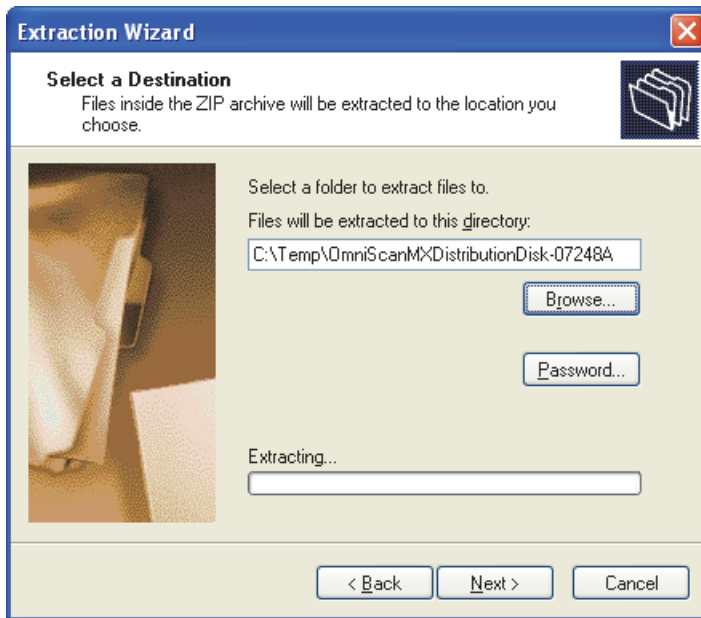 Extraction Wizard
Select a Destination
Files inside the ZIP archive will be extracted to the location you
choose.
Select a folder to extract files to.
Files will be extracted to this directory:
C:\Temp\OmniScanMXDistributionDisk-07248A
Browse...
Password...
Extracting...
< Back
Next >
Cancel